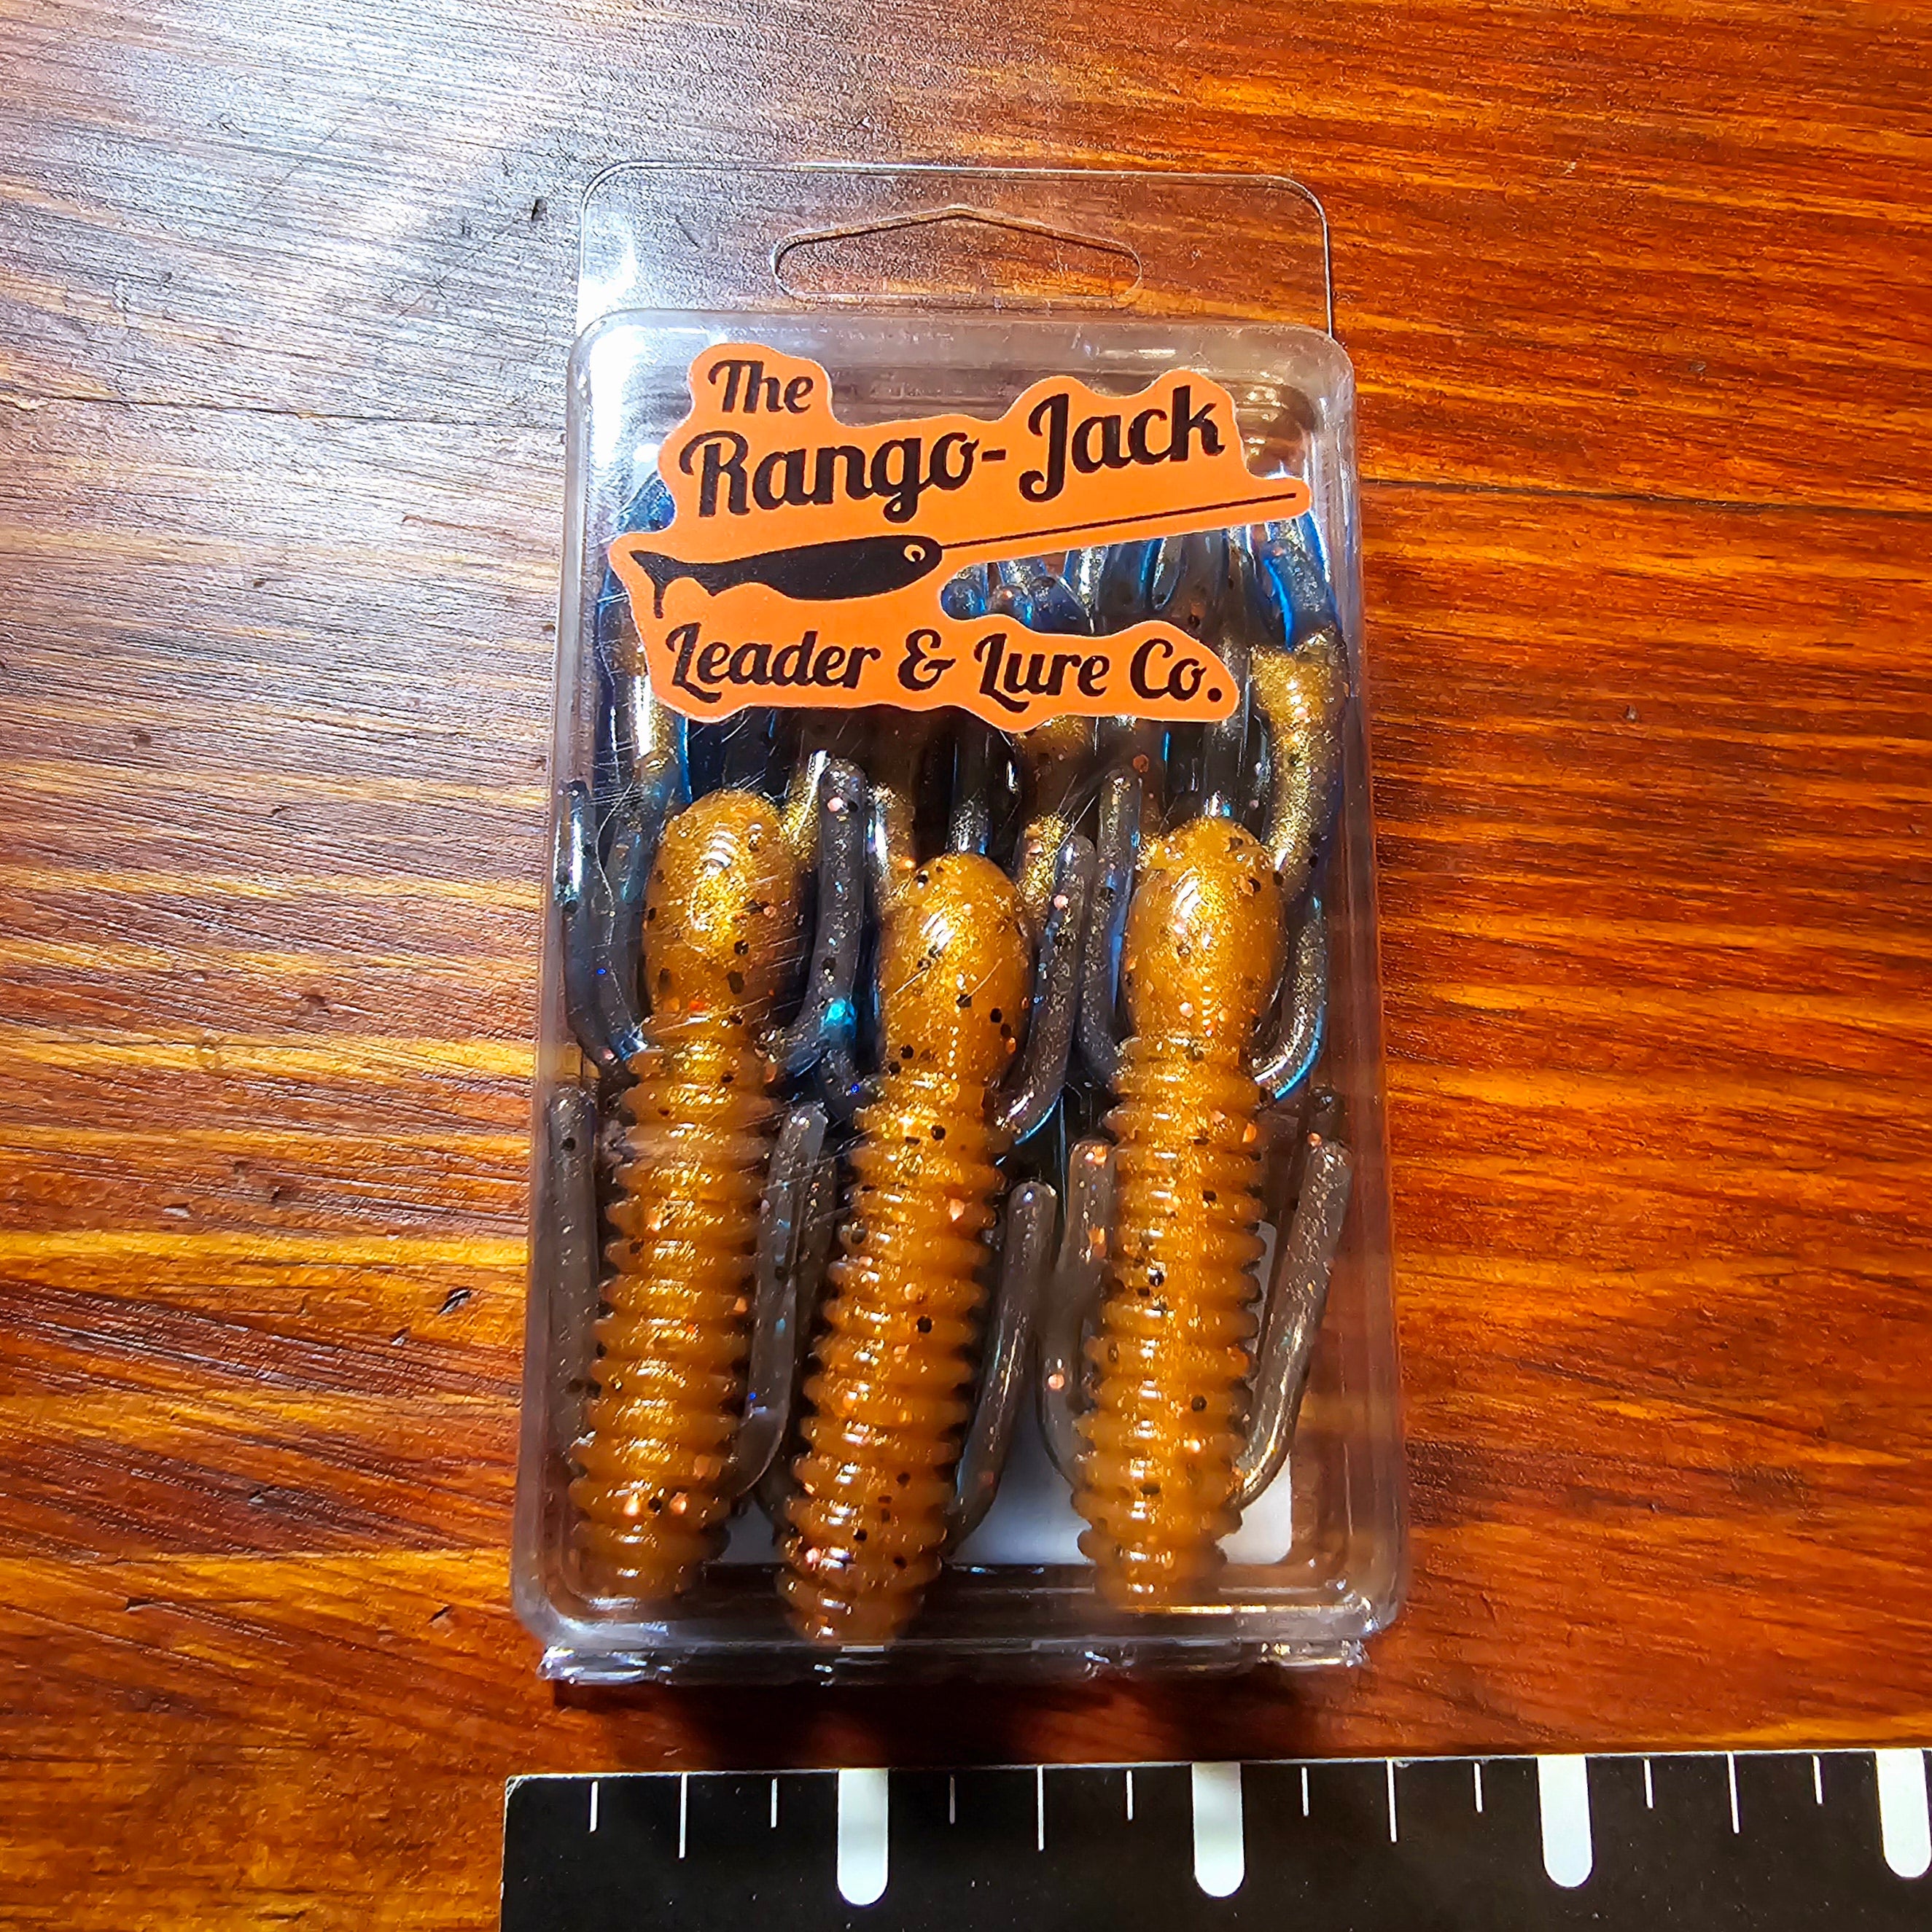 The
Rango-Jack
Leader & Lure Co.